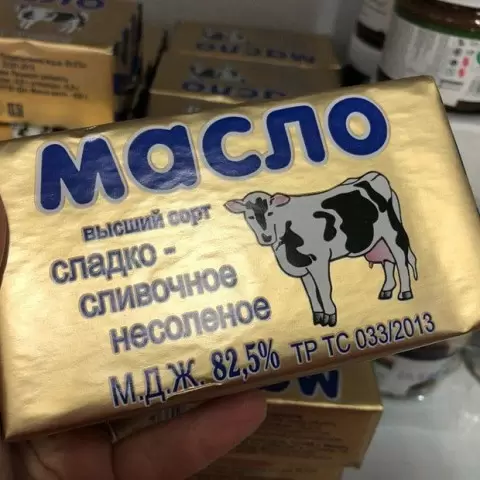 масло
высший сорт
сладко -
сливочное
несоленое
М.Д.Ж. 82,5% ТР ТС 033/2013